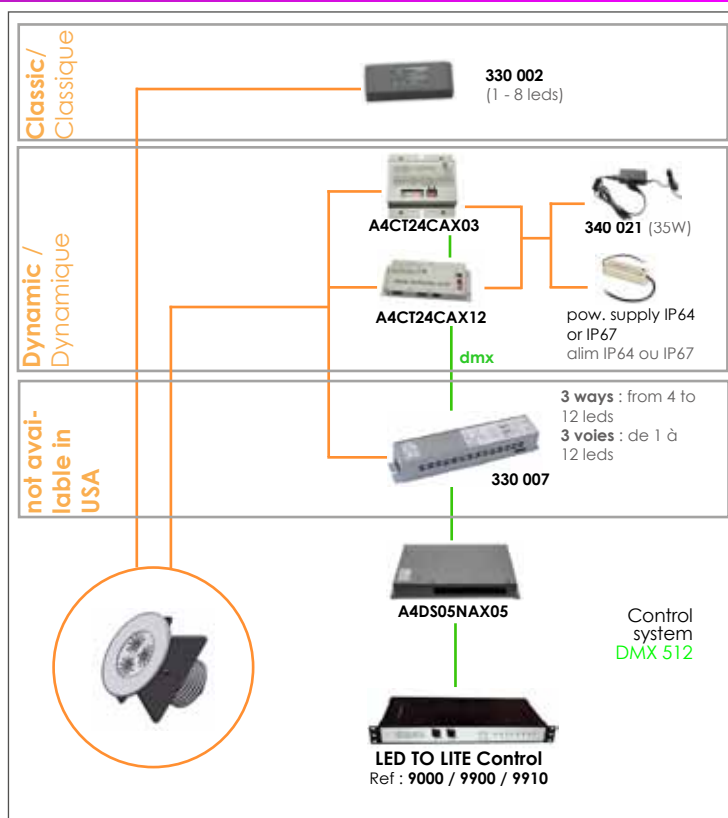 Classic/
Classique
330 002
(1 - 8 leds)
Dynamic /
Dynamique
A4CT24CAX03
340 021 (35W)
A4CT24CAX12
pow. supply IP64
or IP67
alim IP64 ou IP67
dmx
not avai-
lable in
USA
3 ways : from 4 to
12 leds
3 voies : de 1 à
12 leds
330 007
A4DS05NAX05
Control
system
DMX 512
LED TO LITE Control
Ref : 9000 / 9900 / 9910